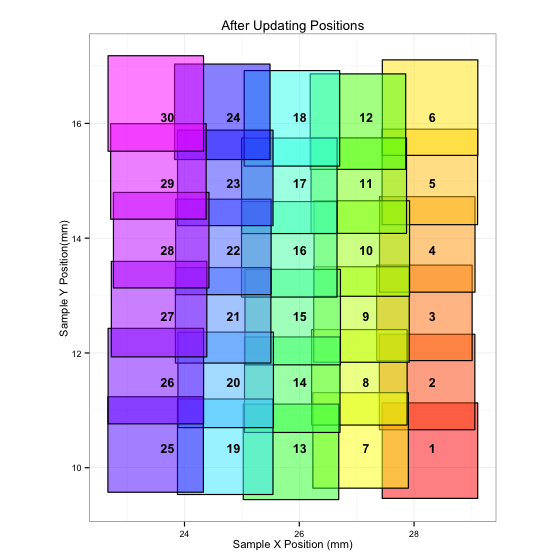 After Updating Positions
Sample Y Position(mm)
16
14
12
10
30 24 18 12 6
29 23 17 11 5
28 22 16 10 4
27 21 15 9 3
26 20 14 8 2
25 19 13 7 1
24 26 28
Sample X Position (mm)